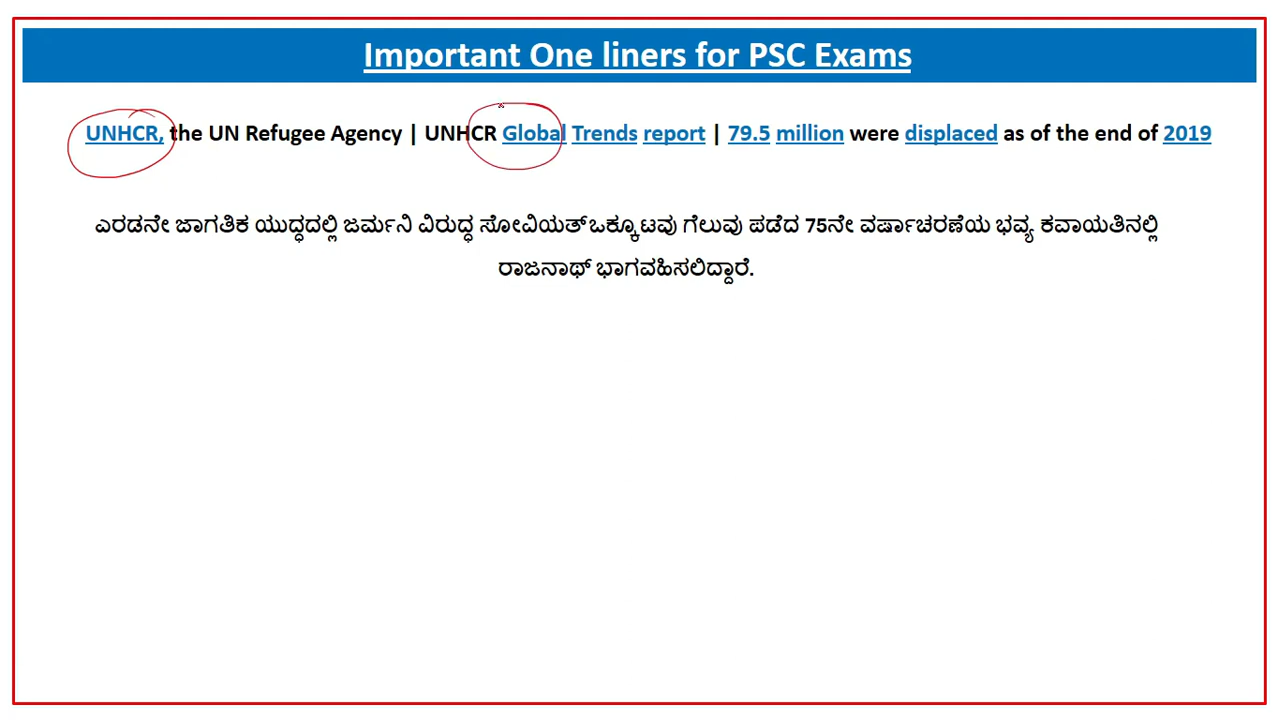 Important One liners for PSC Exams
UNHCR, the UN Refugee Agency | UNHCR Global Trends report | 79.5 million were displaced as of the end of 2019
ಎರಡನೇ ಜಾಗತಿಕ ಯುದ್ಧದಲ್ಲಿ ಜರ್ಮನಿ ವಿರುದ್ಧ ಸೋವಿಯತ್ ಒಕ್ಕೂಟವು ಗೆಲುವು ಪಡೆದ 75ನೇ ವರ್ಷಾಚರಣೆಯ ಭವ್ಯ ಕವಾಯತಿನಲ್ಲಿ
ರಾಜನಾಥ್ ಭಾಗವಹಿಸಲಿದ್ದಾರೆ.